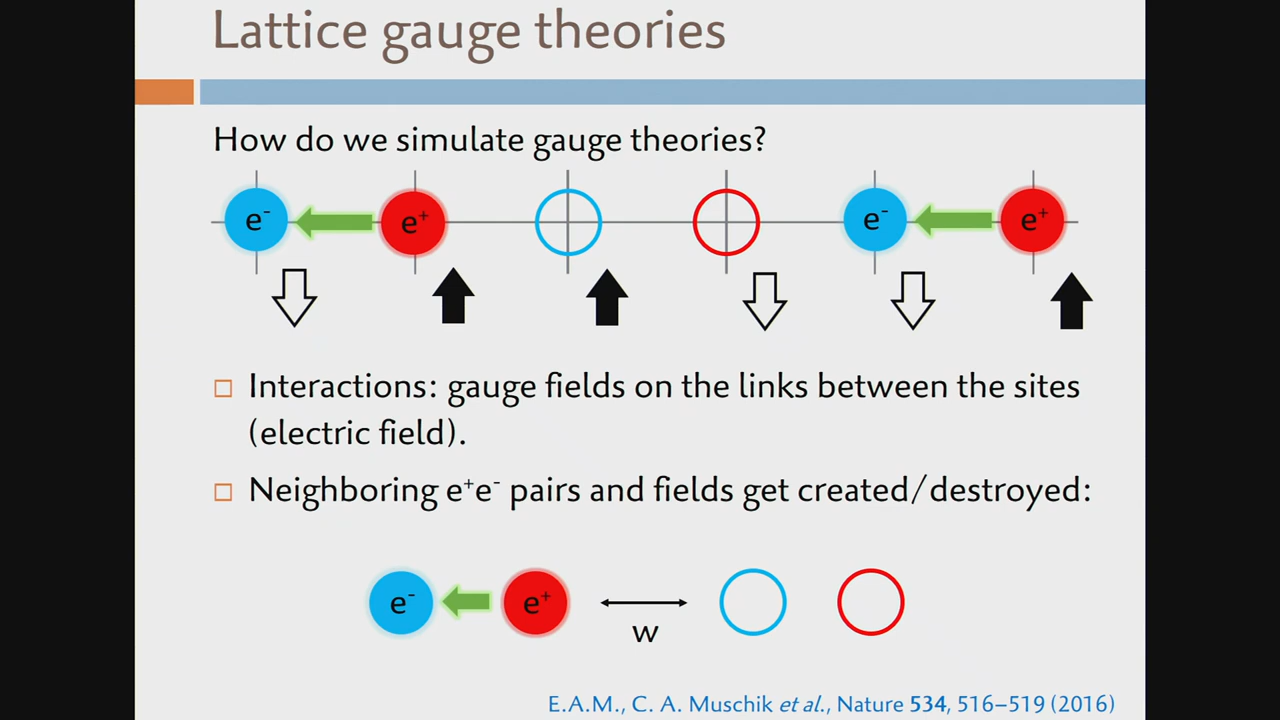 Lattice gauge theories
How do we simulate gauge theories?
e⁻ e⁺ e⁻ e⁺
Interactions: gauge fields on the links between the sites
(electric field).
Neighboring e⁺e⁻ pairs and fields get created/destroyed:
e⁻ e⁺
w
E.A.M., C. A. Muschik et al., Nature 534, 516–519 (2016)